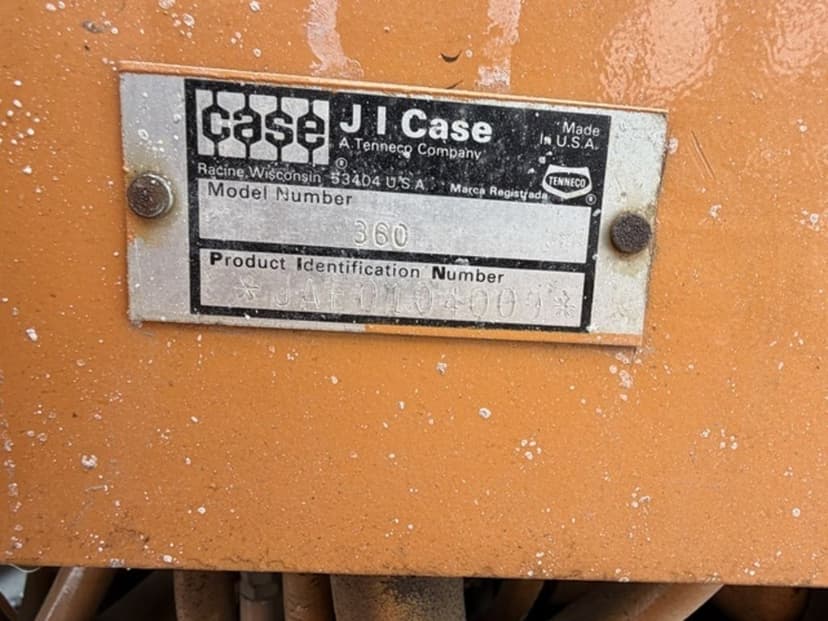 case J I Case
A Tenneco Company
Made
In U.S.A.
Racine, Wisconsin 53404 U.S.A. Marca Registrada TENNECO
Model Number
360
Product Identification Number